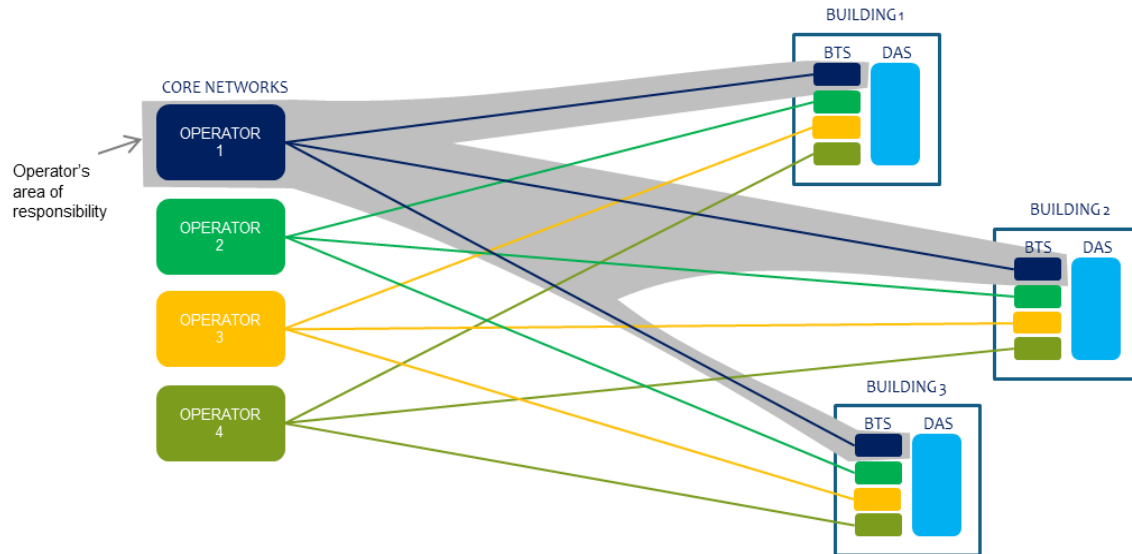 BUILDING 1
BTS DAS
CORE NETWORKS
OPERATOR
1
Operator's
area of
responsibility
OPERATOR
2
BUILDING 2
BTS DAS
OPERATOR
3
OPERATOR
4
BUILDING 3
BTS DAS